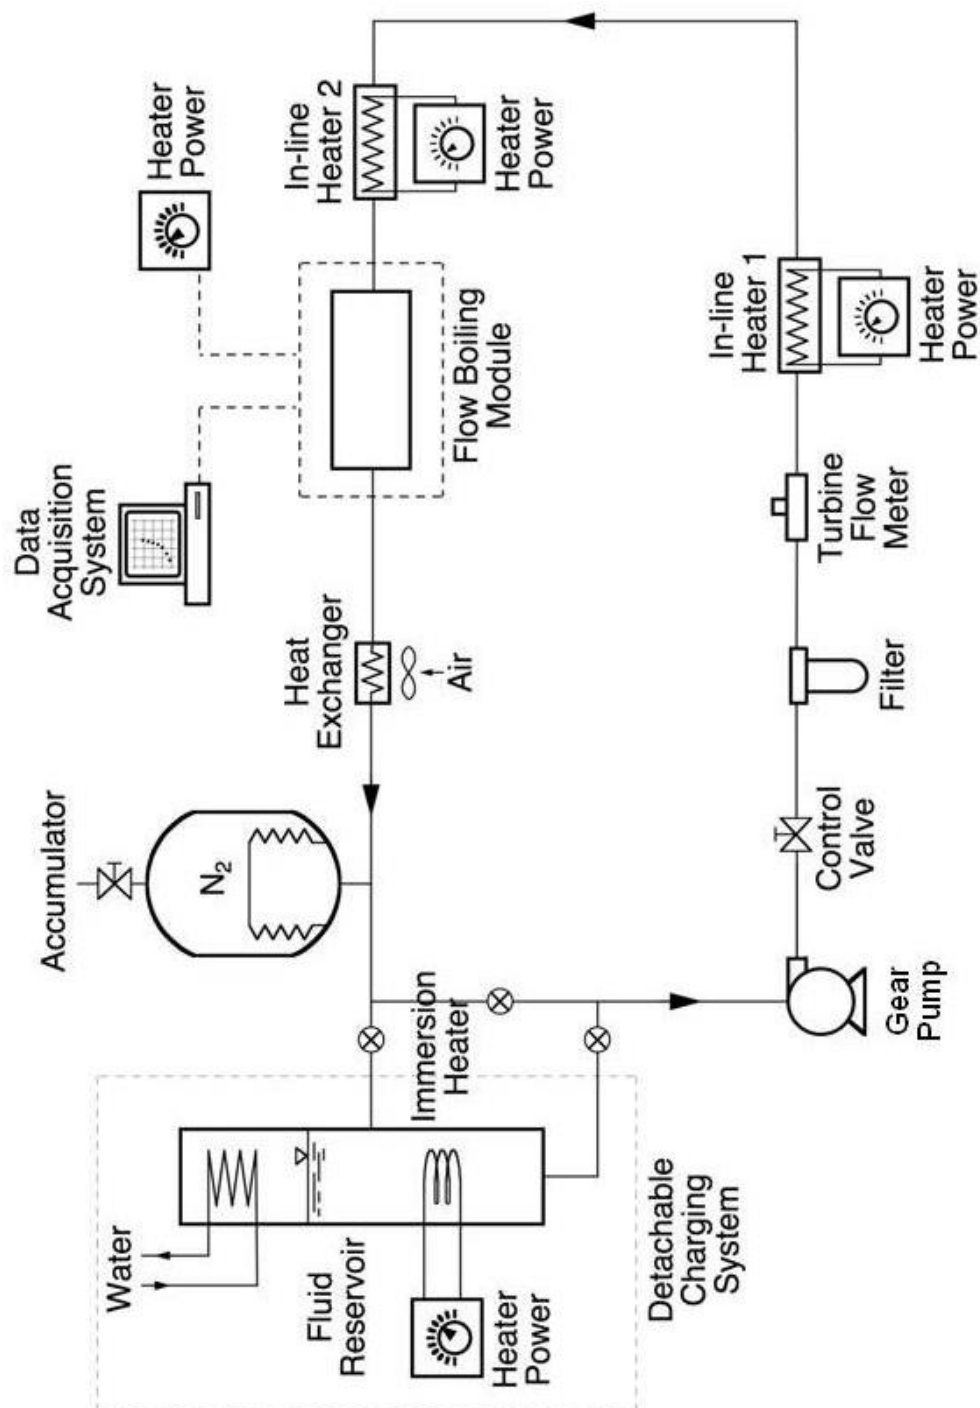 Water
Fluid
Reservoir
Heater
Power
Detachable
Charging
System
Immersion
Heater
Accumulator
N2
Heat
Exchanger
Air
Data
Acquisition
System
Heater
Power
Flow Boiling
Module
In-line
Heater 2
Heater
Power
Gear
Pump
Control
Valve
Filter
Turbine
Flow
Meter
In-line
Heater 1
Heater
Power